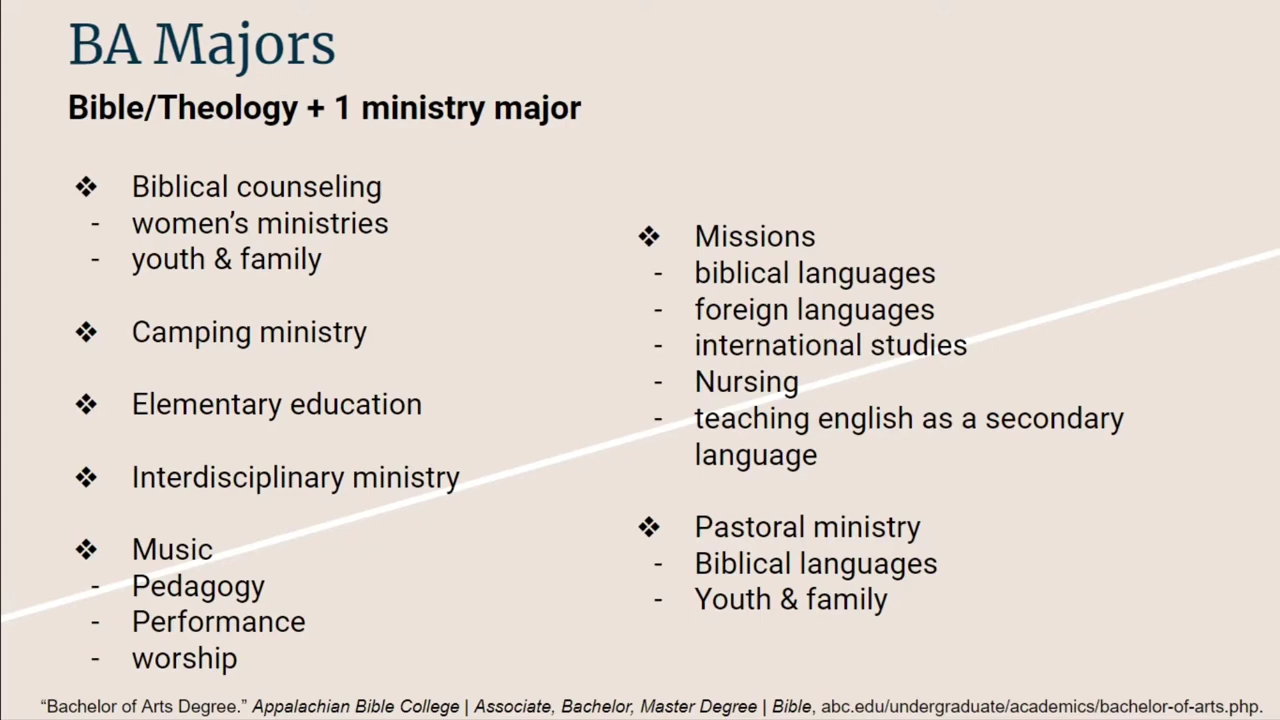 BA Majors
Bible/Theology + 1 ministry major
❖ Biblical counseling
- women’s ministries
- youth & family
❖ Camping ministry
❖ Elementary education
❖ Interdisciplinary ministry
❖ Music
- Pedagogy
- Performance
- worship
❖ Missions
- biblical languages
- foreign languages
- international studies
- Nursing
- teaching english as a secondary
language
❖ Pastoral ministry
- Biblical languages
- Youth & family
“Bachelor of Arts Degree.” Appalachian Bible College | Associate, Bachelor, Master Degree | Bible, abc.edu/undergraduate/academics/bachelor-of-arts.php.